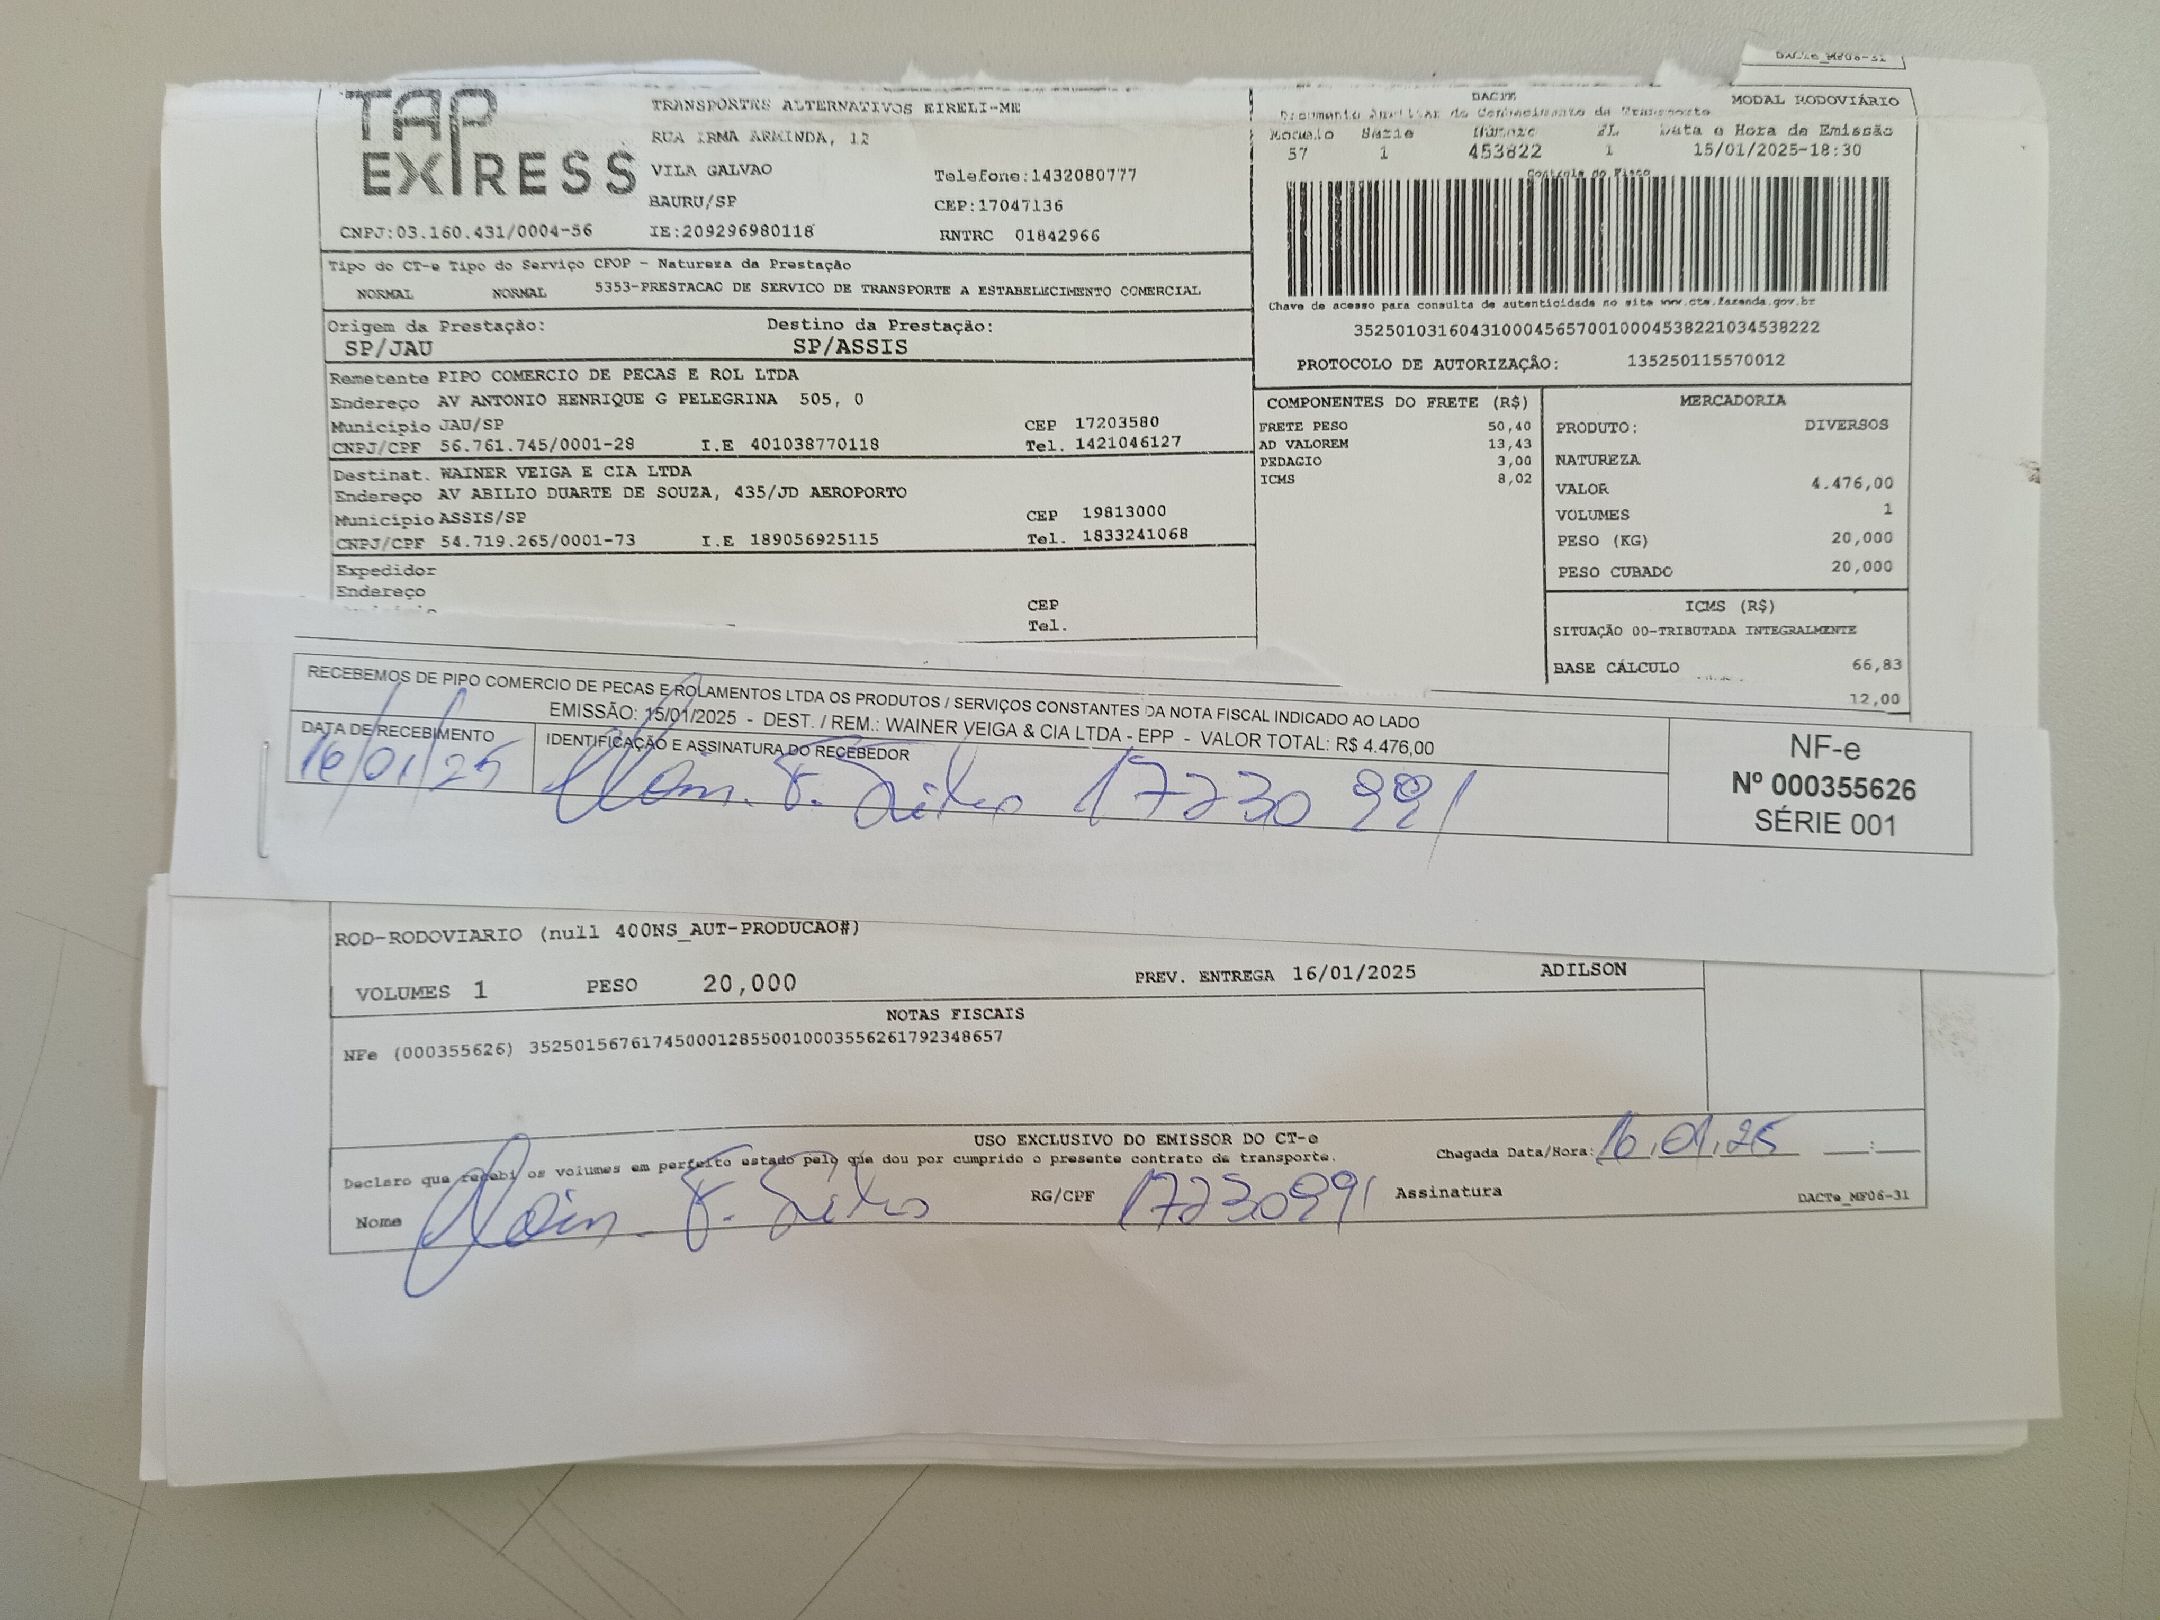 DACTe_MF06-31
TAP EXPRESS
TRANSPORTES ALTERNATIVOS EIRELI-ME
RUA IRMA ARMINDA, 12
VILA GALVAO
Telefone:1432080777
BAURU/SP
CEP:17047136
CNPJ:03.160.431/0004-56 IE:209296980118 RNTRC 01842966
DACTE
MODAL RODOVIÁRIO
Documento Auxiliar do Conhecimento de Transporte
Modelo Série Número FL Data e Hora de Emissão
57 1 453822 1 15/01/2025-18:30
Controle do Fisco
Chave de acesso para consulta de autenticidade no site www.cte.fazenda.gov.br
35250103160431000456570010004538221034538222
PROTOCOLO DE AUTORIZAÇÃO: 135250115570012
Tipo do CT-e Tipo do Serviço CFOP - Natureza da Prestação
NORMAL NORMAL 5353-PRESTACAO DE SERVICO DE TRANSPORTE A ESTABELECIMENTO COMERCIAL
Origem da Prestação: Destino da Prestação:
SP/JAU SP/ASSIS
Remetente PIPO COMERCIO DE PECAS E ROL LTDA
Endereço AV ANTONIO HENRIQUE G PELEGRINA 505, 0
Município JAU/SP CEP 17203580
CNPJ/CPF 56.761.745/0001-28 I.E 401038770118 Tel. 1421046127
Destinat. WAINER VEIGA E CIA LTDA
Endereço AV ABILIO DUARTE DE SOUZA, 435/JD AEROPORTO
Município ASSIS/SP CEP 19813000
CNPJ/CPF 54.719.265/0001-73 I.E 189056925115 Tel. 1833241068
Expedidor
Endereço
CEP
Tel.
COMPONENTES DO FRETE (R$)
FRETE PESO 50,40
AD VALOREM 13,43
PEDAGIO 3,00
ICMS 8,02
MERCADORIA
PRODUTO: DIVERSOS
NATUREZA
VALOR 4.476,00
VOLUMES 1
PESO (KG) 20,000
PESO CUBADO 20,000
ICMS (R$)
SITUAÇÃO 00-TRIBUTADA INTEGRALMENTE
BASE CÁLCULO 66,83
12,00
RECEBEMOS DE PIPO COMERCIO DE PECAS E ROLAMENTOS LTDA OS PRODUTOS / SERVIÇOS CONSTANTES DA NOTA FISCAL INDICADO AO LADO
EMISSÃO: 15/01/2025 - DEST. / REM.: WAINER VEIGA & CIA LTDA - EPP - VALOR TOTAL: R$ 4.476,00
DATA DE RECEBIMENTO IDENTIFICAÇÃO E ASSINATURA DO RECEBEDOR
16/01/25 17230991
NF-e
Nº 000355626
SÉRIE 001
ROD-RODOVIARIO (null 400NS_AUT-PRODUCAO#)
VOLUMES 1 PESO 20,000 PREV. ENTREGA 16/01/2025 ADILSON
NOTAS FISCAIS
NFe (000355626) 35250156761745000128550010003556261792348657
USO EXCLUSIVO DO EMISSOR DO CT-e
Declaro que recebi os volumes em perfeito estado pelo que dou por cumprido o presente contrato de transporte.
Chegada Data/Hora: 16.01.25 __:__
Nome RG/CPF 17230991 Assinatura
DACTe_MF06-31